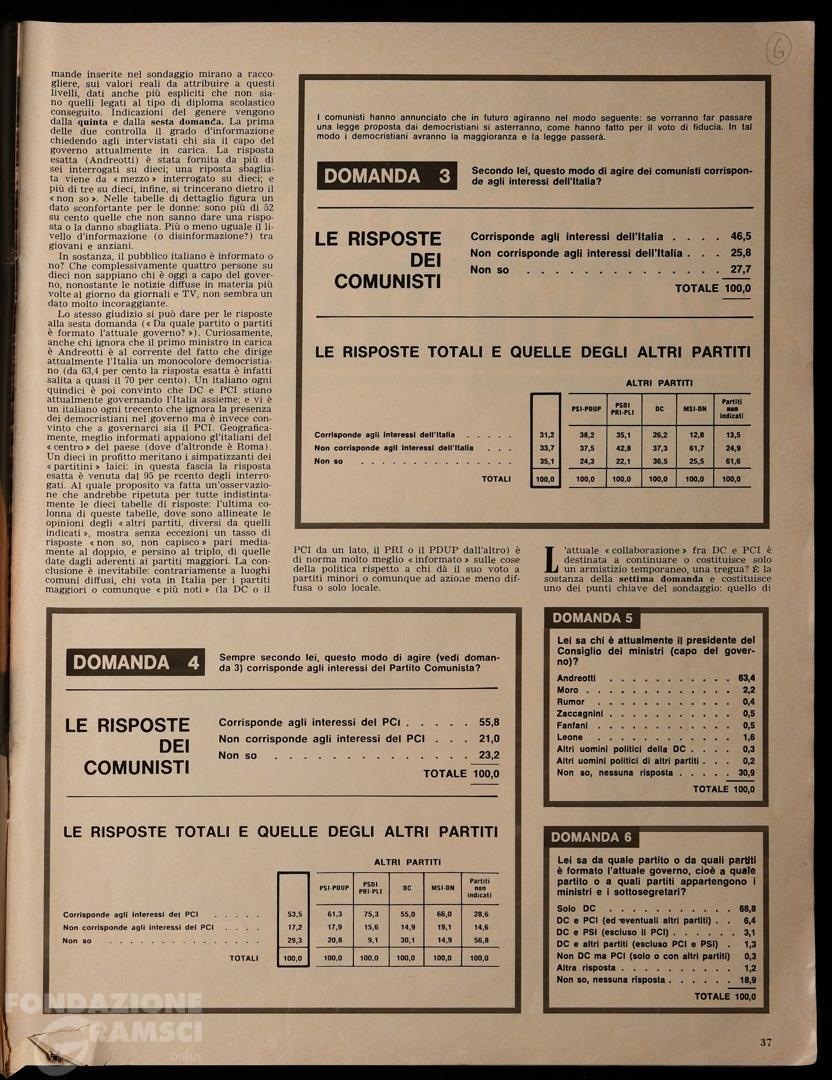 6
mande inserite nel sondaggio mirano a racco-
gliere, sui valori reali da attribuire a questi
livelli, dati anche più espliciti che non sia-
no quelli legati al tipo di diploma scolastico
conseguito. Indicazioni del genere vengono
dalla quinta e dalla sesta domanda. La prima
delle due controlla il grado d'informazione
chiedendo agli intervistati chi sia il capo del
governo attualmente in carica. La risposta
esatta (Andreotti) è stata fornita da più di
sei interrogati su dieci; una riposta sbaglia-
ta viene da « mezzo » interrogato su dieci; e
più di tre su dieci, infine, si trincerano dietro il
« non so ». Nelle tabelle di dettaglio figura un
dato sconfortante per le donne: sono più di 52
su cento quelle che non sanno dare una rispo-
sta o la danno sbagliata. Più o meno uguale il li-
vello d'informazione (o disinformazione?) tra
giovani e anziani.
In sostanza, il pubblico italiano è informato o
no? Che complessivamente quattro persone su
dieci non sappiano chi è oggi a capo del gover-
no, nonostante le notizie diffuse in materia più
volte al giorno da giornali e TV, non sembra un
dato molto incoraggiante.
Lo stesso giudizio si può dare per le risposte
alla sesta domanda (« Da quale partito o partiti
è formato l'attuale governo? »). Curiosamente,
anche chi ignora che il primo ministro in carica
è Andreotti è al corrente del fatto che dirige
attualmente l'Italia un monocolore democristia-
no (da 63,4 per cento la risposta esatta è infatti
salita a quasi il 70 per cento). Un italiano ogni
quindici è poi convinto che DC e PCI stiano
attualmente governando l'Italia assieme; e vi è
un italiano ogni trecento che ignora la presenza
dei democristiani nel governo ma è invece con-
vinto che a governarci sia il PCI. Geografica-
mente, meglio informati appaiono gl'italiani del
« centro » del paese (dove d'altronde è Roma).
Un dieci in profitto meritano i simpatizzanti dei
« partitini » laici: in questa fascia la risposta
esatta è venuta dal 95 pe rcento degli interro-
gati. Al quale proposito va fatta un'osservazio-
ne che andrebbe ripetuta per tutte indistinta-
mente le dieci tabelle di risposte: l'ultima co-
lonna di queste tabelle, dove sono allineate le
opinioni degli « altri partiti, diversi da quelli
indicati », mostra senza eccezioni un tasso di
risposte « non so, non capisco » pari media-
mente al doppio, e persino al triplo, di quelle
date dagli aderenti ai partiti maggiori. La con-
clusione è inevitabile: contrariamente a luoghi
comuni diffusi, chi vota in Italia per i partiti
maggiori o comunque « più noti » (la DC o il
I comunisti hanno annunciato che in futuro agiranno nel modo seguente: se vorranno far passare
una legge proposta dai democristiani si asterranno, come hanno fatto per il voto di fiducia. In tal
modo i democristiani avranno la maggioranza e la legge passerà.
DOMANDA 3
Secondo lei, questo modo di agire dei comunisti corrispon-
de agli interessi dell'Italia?
LE RISPOSTE
DEI
COMUNISTI
Corrisponde agli interessi dell'Italia . . . . 46,5
Non corrisponde agli interessi dell'Italia . . . 25,8
Non so . . . . . . . . . . . . . . 27,7
TOTALE 100,0
LE RISPOSTE TOTALI E QUELLE DEGLI ALTRI PARTITI
ALTRI PARTITI
PSI-PDUP PSDI PRI-PLI DC MSI-DN Partiti non indicati
Corrisponde agli interessi dell'Italia . . . . . 31,2 38,2 35,1 26,2 12,8 13,5
Non corrisponde agli interessi dell'Italia . . . 33,7 37,5 42,8 37,3 61,7 24,9
Non so . . . . . . . . . . . . . . 35,1 24,3 22,1 36,5 25,5 61,6
TOTALI 100,0 100,0 100,0 100,0 100,0 100,0
PCI da un lato, il PRI o il PDUP dall'altro) è
di norma molto meglio « informato » sulle cose
della politica rispetto a chi dà il suo voto a
partiti minori o comunque ad azione meno dif-
fusa o solo locale.
L'attuale « collaborazione » fra DC e PCI è
destinata a continuare o costituisce solo
un armistizio temporaneo, una tregua? È la
sostanza della settima domanda e costituisce
uno dei punti chiave del sondaggio: quello di
DOMANDA 4
Sempre secondo lei, questo modo di agire (vedi doman-
da 3) corrisponde agli interessi del Partito Comunista?
LE RISPOSTE
DEI
COMUNISTI
Corrisponde agli interessi del PCI . . . . . 55,8
Non corrisponde agli interessi del PCI . . . 21,0
Non so . . . . . . . . . . . . . . 23,2
TOTALE 100,0
LE RISPOSTE TOTALI E QUELLE DEGLI ALTRI PARTITI
ALTRI PARTITI
PSI-PDUP PSDI PRI-PLI DC MSI-DN Partiti non indicati
Corrisponde agli interessi del PCI . . . . . 53,5 61,3 75,3 55,0 66,0 28,6
Non corrisponde agli interessi del PCI . . . . 17,2 17,9 15,6 14,9 19,1 14,6
Non so . . . . . . . . . . . . . . 29,3 20,8 9,1 30,1 14,9 56,8
TOTALI 100,0 100,0 100,0 100,0 100,0 100,0
DOMANDA 5
Lei sa chi è attualmente il presidente del
Consiglio dei ministri (capo del gover-
no)?
Andreotti . . . . . . . . . . 63,4
Moro . . . . . . . . . . . . 2,2
Rumor . . . . . . . . . . . 0,4
Zaccagnini . . . . . . . . . . 0,5
Fanfani . . . . . . . . . . . 0,5
Leone . . . . . . . . . . . . 1,6
Altri uomini politici della DC . . . . 0,3
Altri uomini politici di altri partiti . . . 0,2
Non so, nessuna risposta . . . . . 30,9
TOTALE 100,0
DOMANDA 6
Lei sa da quale partito o da quali partiti
è formato l'attuale governo, cioè a quale
partito o a quali partiti appartengono i
ministri e i sottosegretari?
Solo DC . . . . . . . . . . . 68,8
DC e PCI (ed eventuali altri partiti) . . 6,4
DC e PSI (escluso il PCI) . . . . . . 3,1
DC e altri partiti (escluso PCI e PSI) . 1,3
Non DC ma PCI (solo o con altri partiti) 0,3
Altra risposta . . . . . . . . . . 1,2
Non so, nessuna risposta . . . . . . 18,9
TOTALE 100,0
37
FONDAZIONE
GRAMSCI
onlus